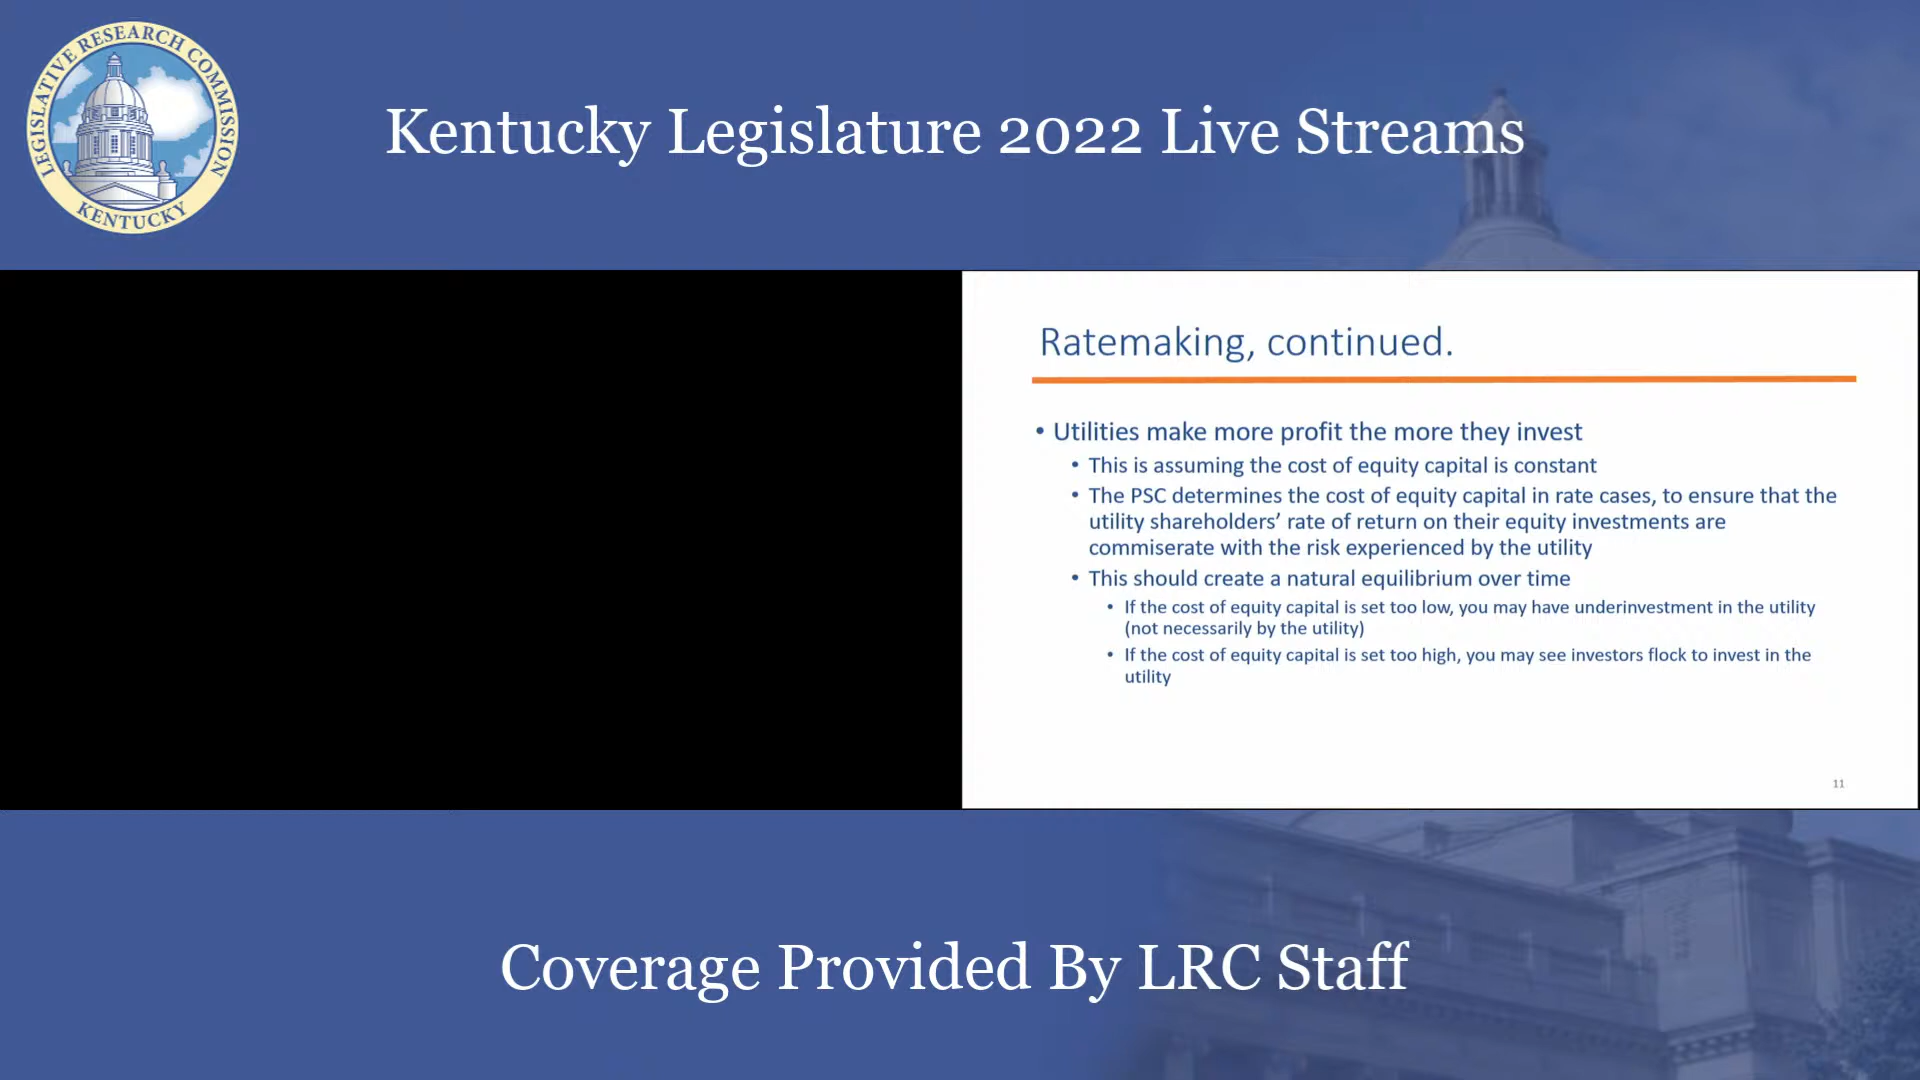 LEGISLATIVE RESEARCH COMMISSION
KENTUCKY
Kentucky Legislature 2022 Live Streams
Ratemaking, continued.
• Utilities make more profit the more they invest
• This is assuming the cost of equity capital is constant
• The PSC determines the cost of equity capital in rate cases, to ensure that the
utility shareholders’ rate of return on their equity investments are
commiserate with the risk experienced by the utility
• This should create a natural equilibrium over time
• If the cost of equity capital is set too low, you may have underinvestment in the utility
(not necessarily by the utility)
• If the cost of equity capital is set too high, you may see investors flock to invest in the
utility
11
Coverage Provided By LRC Staff